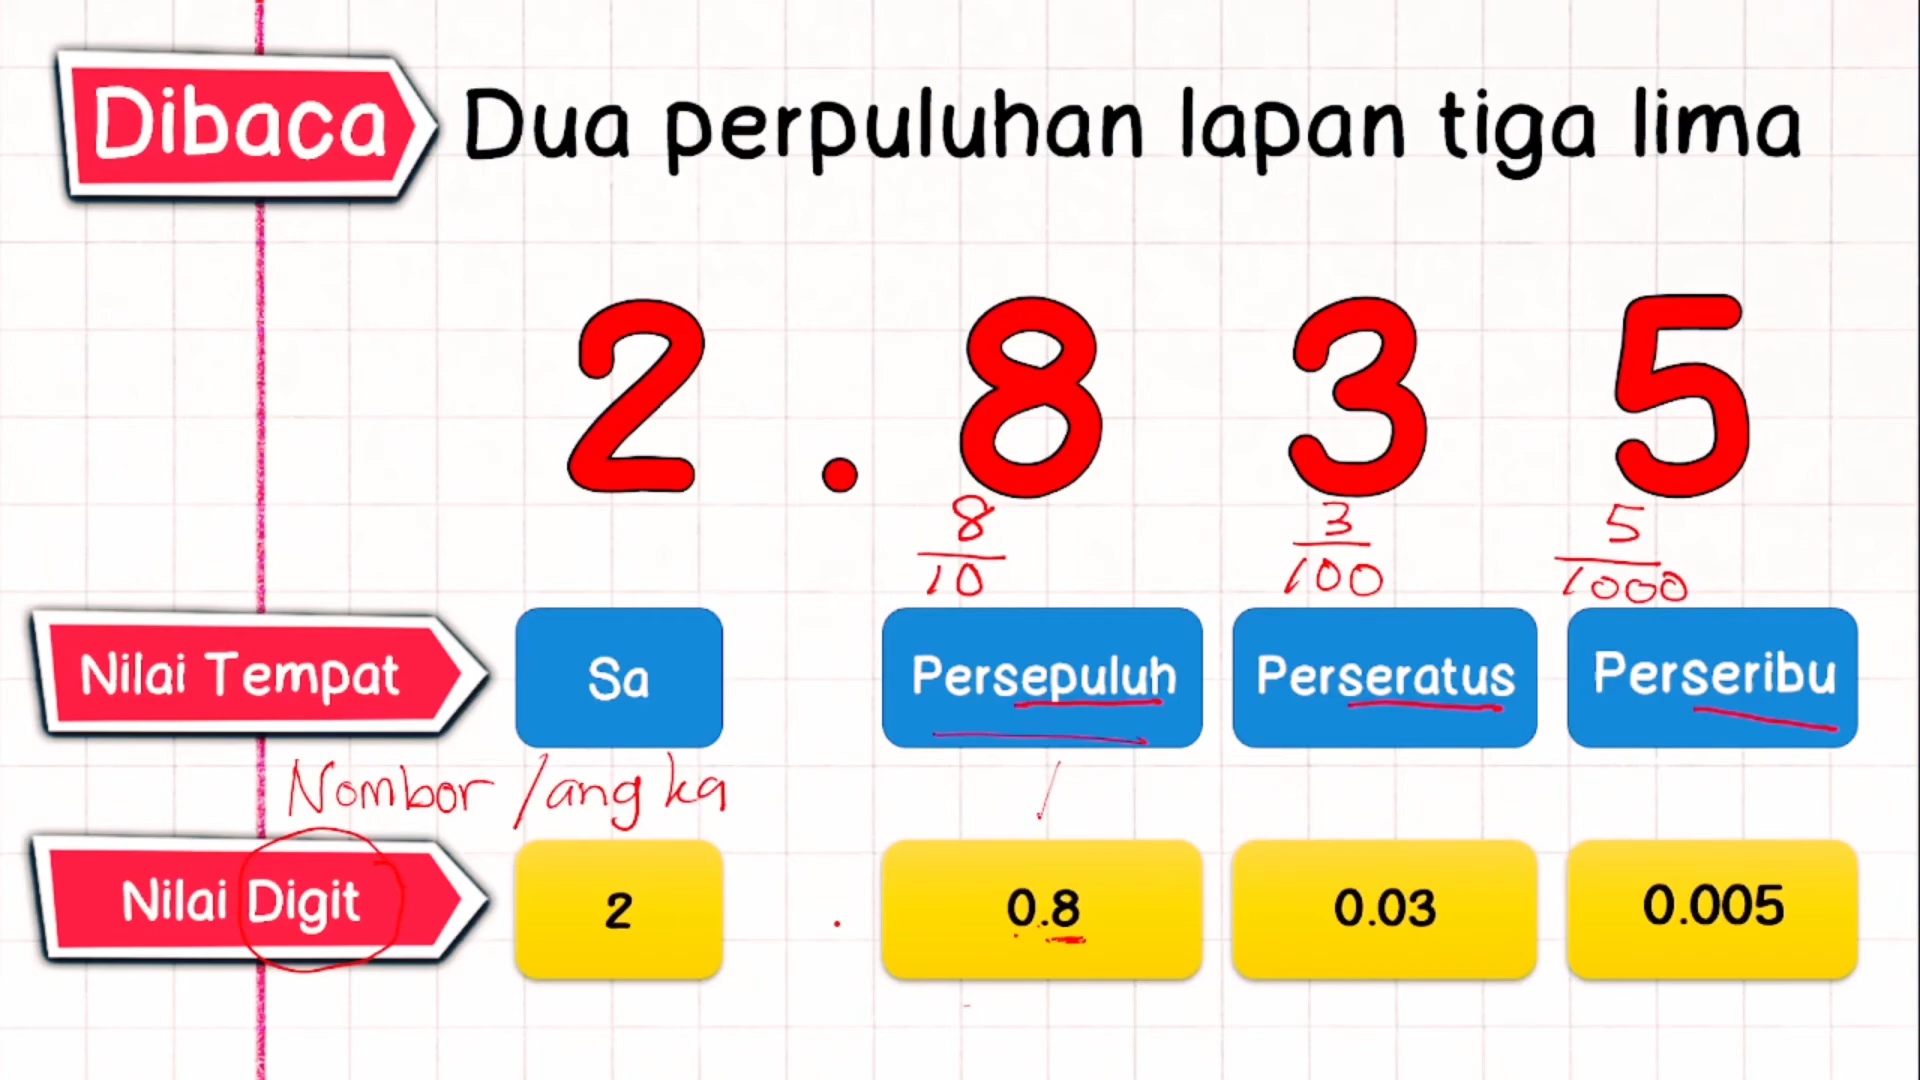 Dibaca Dua perpuluhan lapan tiga lima
2 . 8 3 5
8/10 3/100 5/1000
Nilai Tempat Sa Persepuluh Perseratus Perseribu
Nombor / angka
Nilai Digit 2 0.8 0.03 0.005